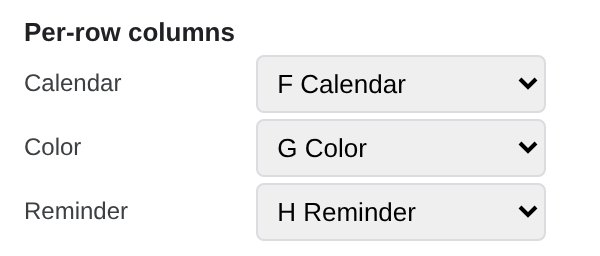 Per-row columns
Calendar F Calendar
Color G Color
Reminder H Reminder